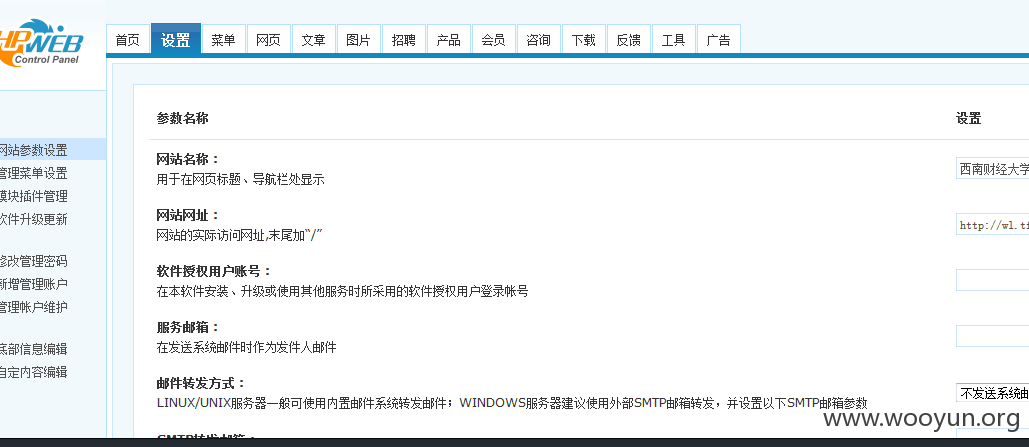 HPWEB
Control Panel
首页 设置 菜单 网页 文章 图片 招聘 产品 会员 咨询 下载 反馈 工具 广告
网站参数设置
管理菜单设置
模块插件管理
软件升级更新
修改管理密码
新增管理账户
管理帐户维护
底部信息编辑
自定内容编辑
参数名称 设置
网站名称：
用于在网页标题、导航栏处显示
西南财经大学
网站网址：
网站的实际访问网址,末尾加“/”
http://wl.tf
软件授权用户账号：
在本软件安装、升级或使用其他服务时所采用的软件授权用户登录帐号
服务邮箱：
在发送系统邮件时作为发件人邮件
邮件转发方式：
LINUX/UNIX服务器一般可使用内置邮件系统转发邮件；WINDOWS服务器建议使用外部SMTP邮箱转发，并设置以下SMTP邮箱参数
不发送系统邮
www.wooyun.org
SMTP转发邮箱：